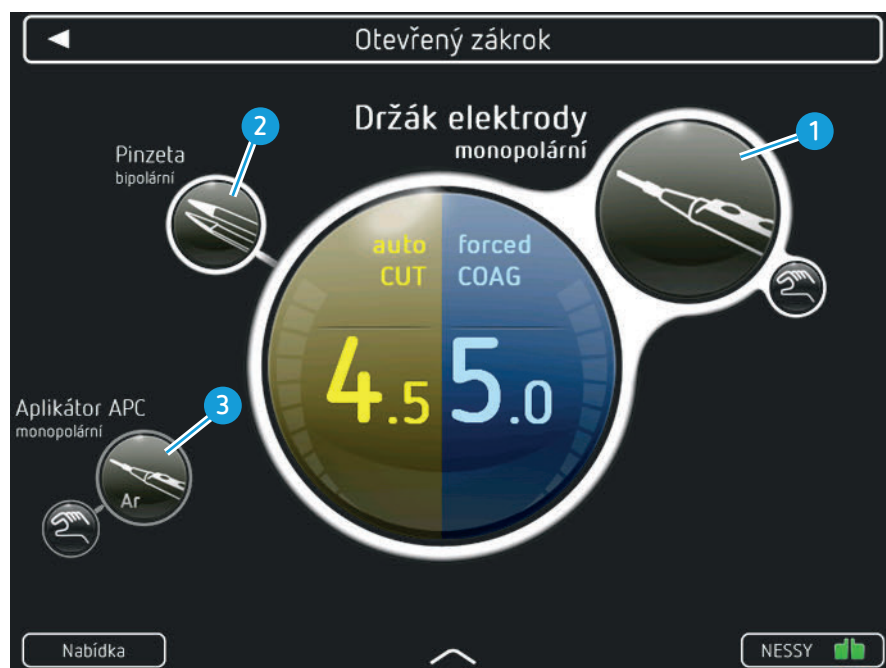 Otevřený zákrok
Držák elektrody
monopolární
1
2
Pinzeta
bipolární
auto
CUT
forced
COAG
4.5
5.0
3
Aplikátor APC
monopolární
Ar
Nabídka
NESSY